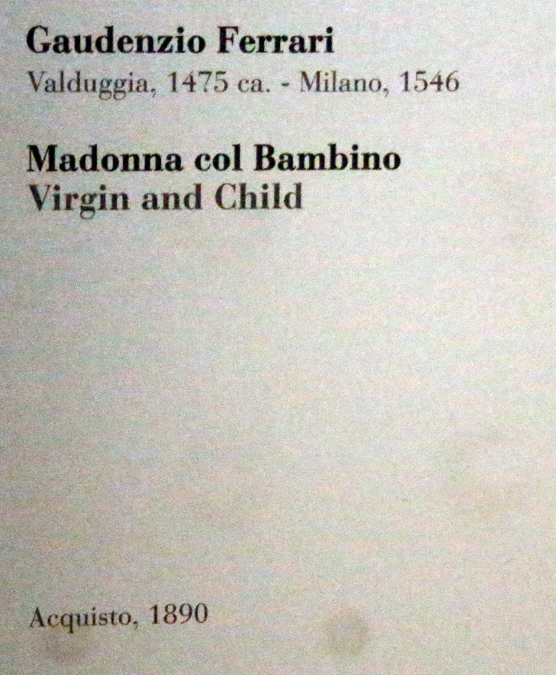 Gaudenzio Ferrari
Valduggia, 1475 ca. - Milano, 1546
Madonna col Bambino
Virgin and Child
Acquisto, 1890